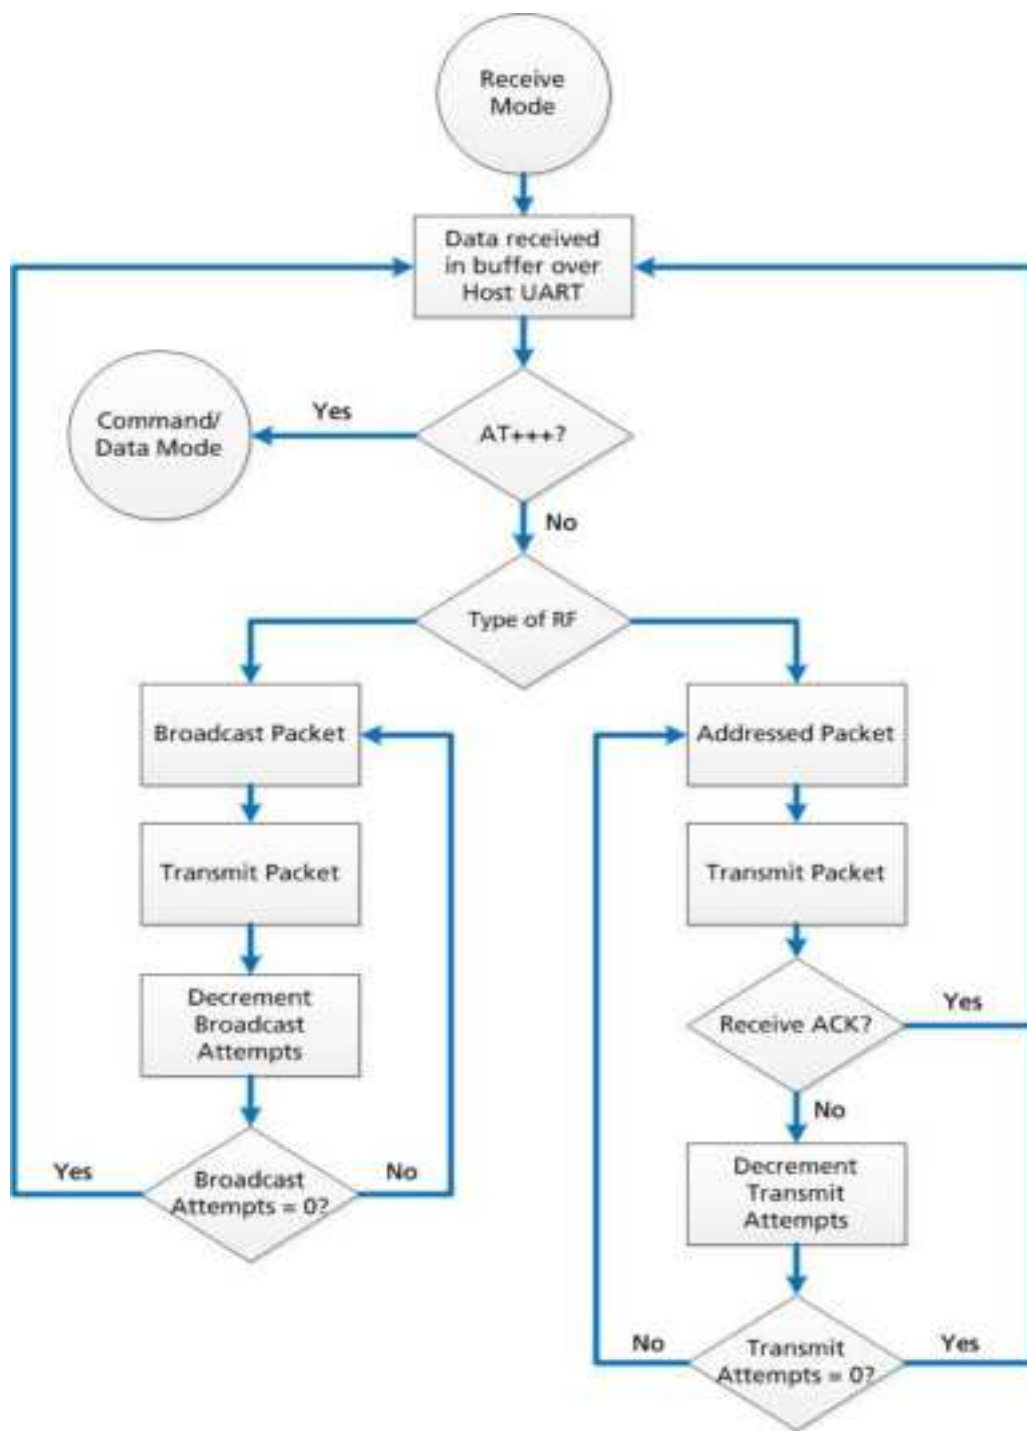 Receive
Mode
Data received
in buffer over
Host UART
AT+++?
Yes
Command/
Data Mode
No
Type of RF
Broadcast Packet
Transmit Packet
Decrement
Broadcast
Attempts
Broadcast
Attempts = 0?
Yes
No
Addressed Packet
Transmit Packet
Receive ACK?
Yes
No
Decrement
Transmit
Attempts
Transmit
Attempts = 0?
No
Yes